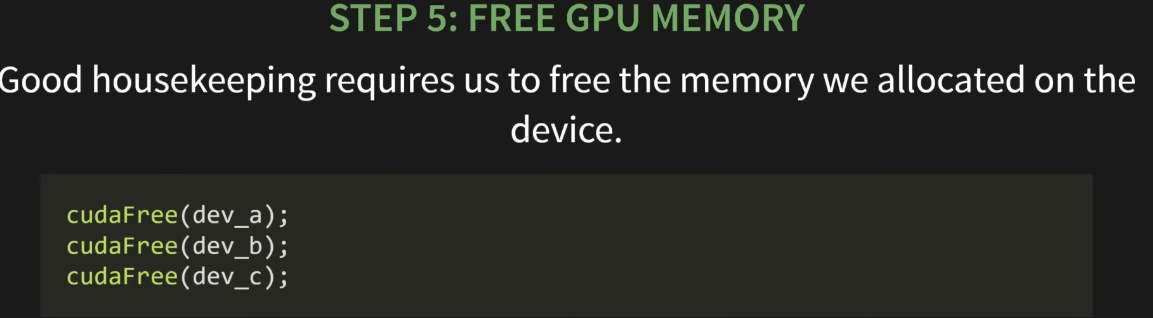 STEP 5: FREE GPU MEMORY
Good housekeeping requires us to free the memory we allocated on the
device.
cudaFree(dev_a);
cudaFree(dev_b);
cudaFree(dev_c);